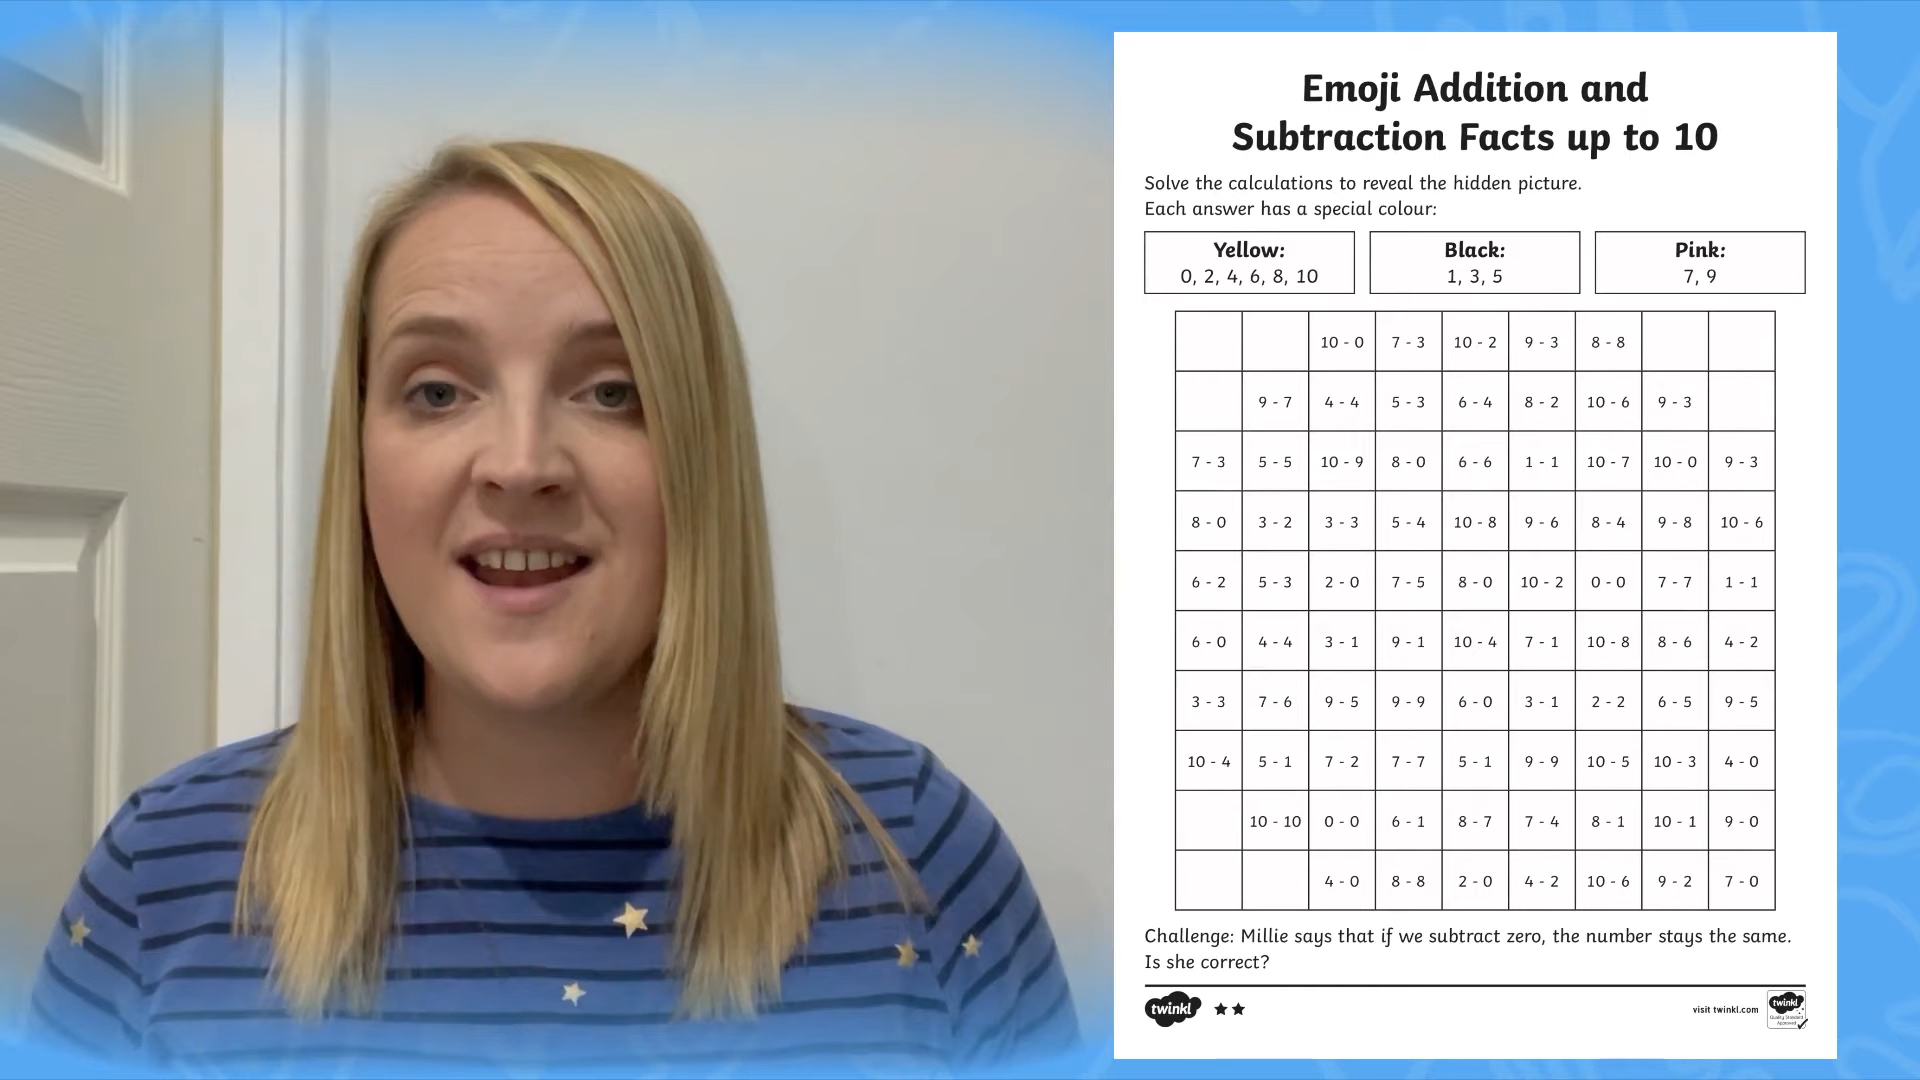 Emoji Addition and
Subtraction Facts up to 10
Solve the calculations to reveal the hidden picture.
Each answer has a special colour:
Yellow: Black: Pink:
0, 2, 4, 6, 8, 10 1, 3, 5 7, 9
10 - 0 7 - 3 10 - 2 9 - 3 8 - 8
9 - 7 4 - 4 5 - 3 6 - 4 8 - 2 10 - 6 9 - 3
7 - 3 5 - 5 10 - 9 8 - 0 6 - 6 1 - 1 10 - 7 10 - 0 9 - 3
8 - 0 3 - 2 3 - 3 5 - 4 10 - 8 9 - 6 8 - 4 9 - 8 10 - 6
6 - 2 5 - 3 2 - 0 7 - 5 8 - 0 10 - 2 0 - 0 7 - 7 1 - 1
6 - 0 4 - 4 3 - 1 9 - 1 10 - 4 7 - 1 10 - 8 8 - 6 4 - 2
3 - 3 7 - 6 9 - 5 9 - 9 6 - 0 3 - 1 2 - 2 6 - 5 9 - 5
10 - 4 5 - 1 7 - 2 7 - 7 5 - 1 9 - 9 10 - 5 10 - 3 4 - 0
10 - 10 0 - 0 6 - 1 8 - 7 7 - 4 8 - 1 10 - 1 9 - 0
4 - 0 8 - 8 2 - 0 4 - 2 10 - 6 9 - 2 7 - 0
Challenge: Millie says that if we subtract zero, the number stays the same.
Is she correct?
twinkl visit twinkl.com twinkl
Quality Standard
Approved